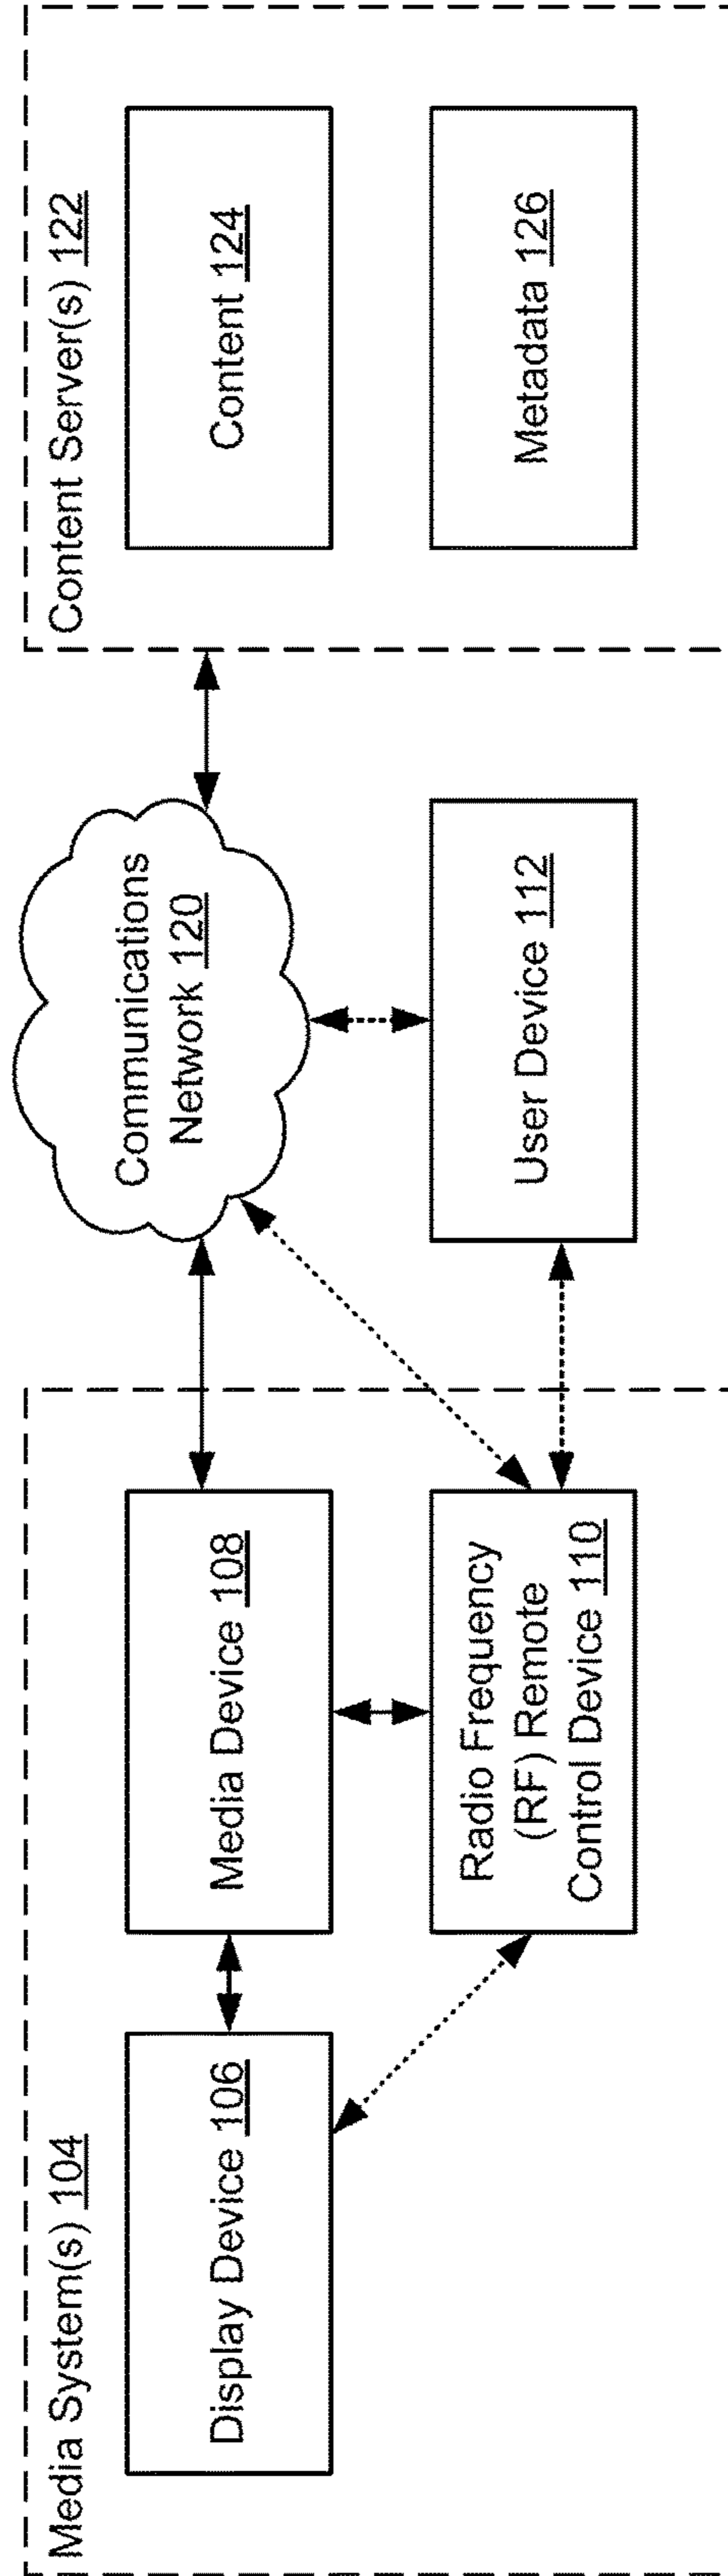 Media System(s) 104
Display Device 106
Media Device 108
Radio Frequency
(RF) Remote
Control Device 110
Communications
Network 120
User Device 112
Content Server(s) 122
Content 124
Metadata 126